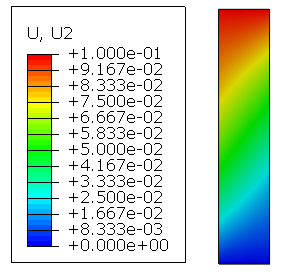 U, U2
+1.000e-01
+9.167e-02
+8.333e-02
+7.500e-02
+6.667e-02
+5.833e-02
+5.000e-02
+4.167e-02
+3.333e-02
+2.500e-02
+1.667e-02
+8.333e-03
+0.000e+00